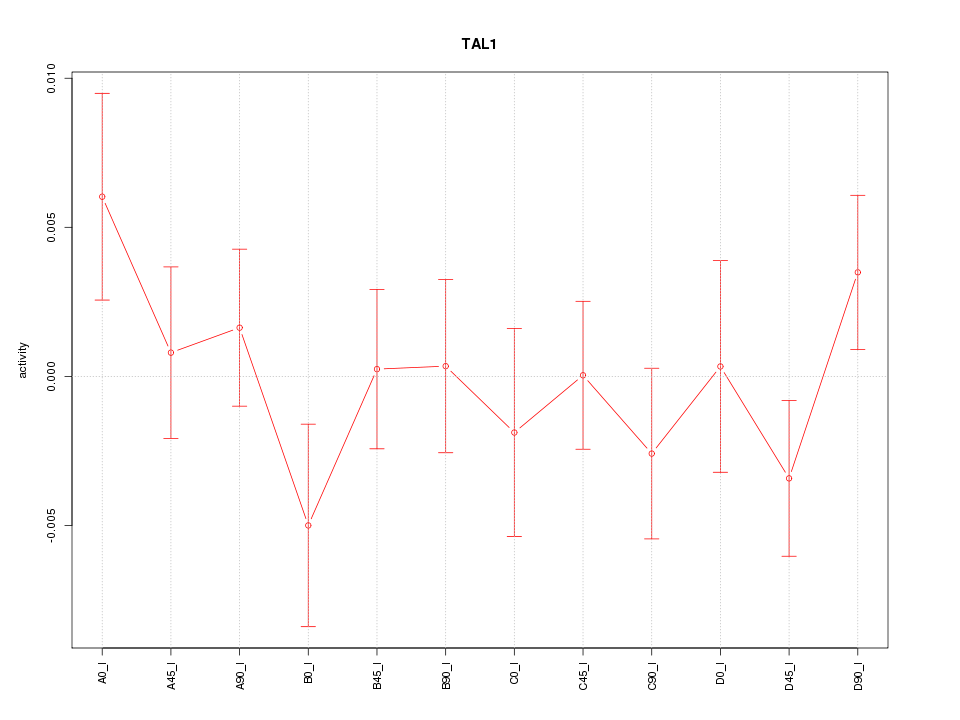 TAL1
activity
0.010
0.005
0.000
-0.005
A0_I
A45_I
A90_I
B0_I
B45_I
B90_I
C0_I
C45_I
C90_I
D0_I
D45_I
D90_I